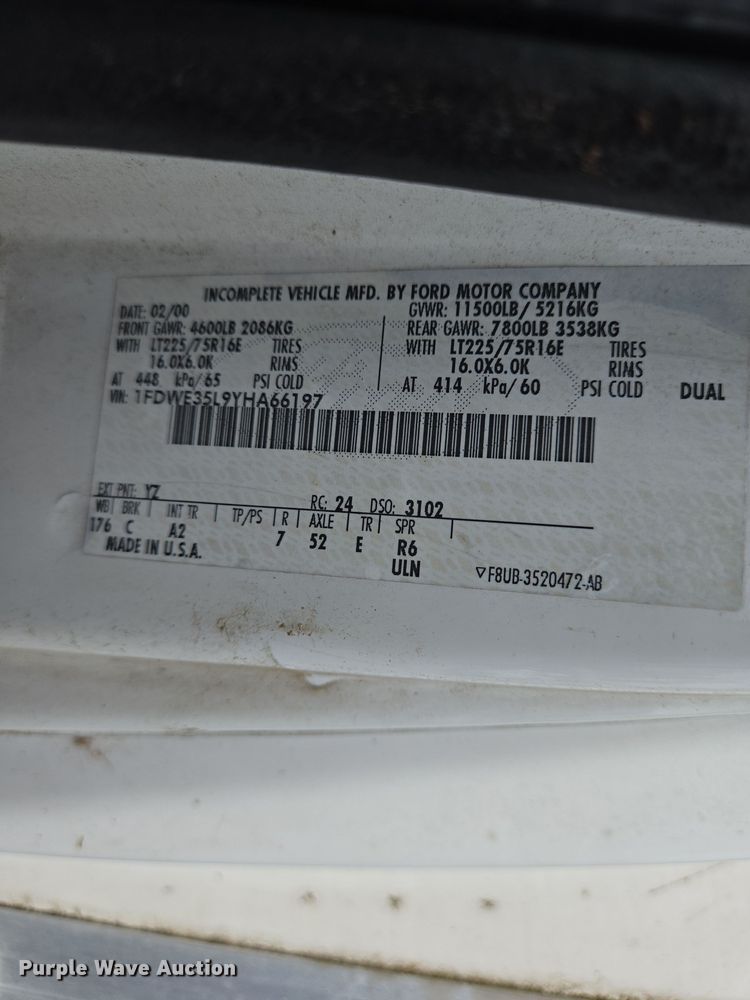 INCOMPLETE VEHICLE MFD. BY FORD MOTOR COMPANY
DATE: 02/00 GVWR: 11500LB/ 5216KG
FRONT GAWR: 4600LB 2086KG REAR GAWR: 7800LB 3538KG
WITH LT225/75R16E TIRES WITH LT225/75R16E TIRES
16.0X6.0K RIMS 16.0X6.0K RIMS
AT 448 kPa/65 PSI COLD AT 414 kPa/60 PSI COLD DUAL
VIN: 1FDWE35L9YHA66197
EXT PNT: YZ RC: 24 DSO: 3102
WB BRK INT TR TP/PS R AXLE TR SPR
176 C A2 7 52 E R6
MADE IN U.S.A. ULN ▽F8UB-3520472-AB
Purple Wave Auction